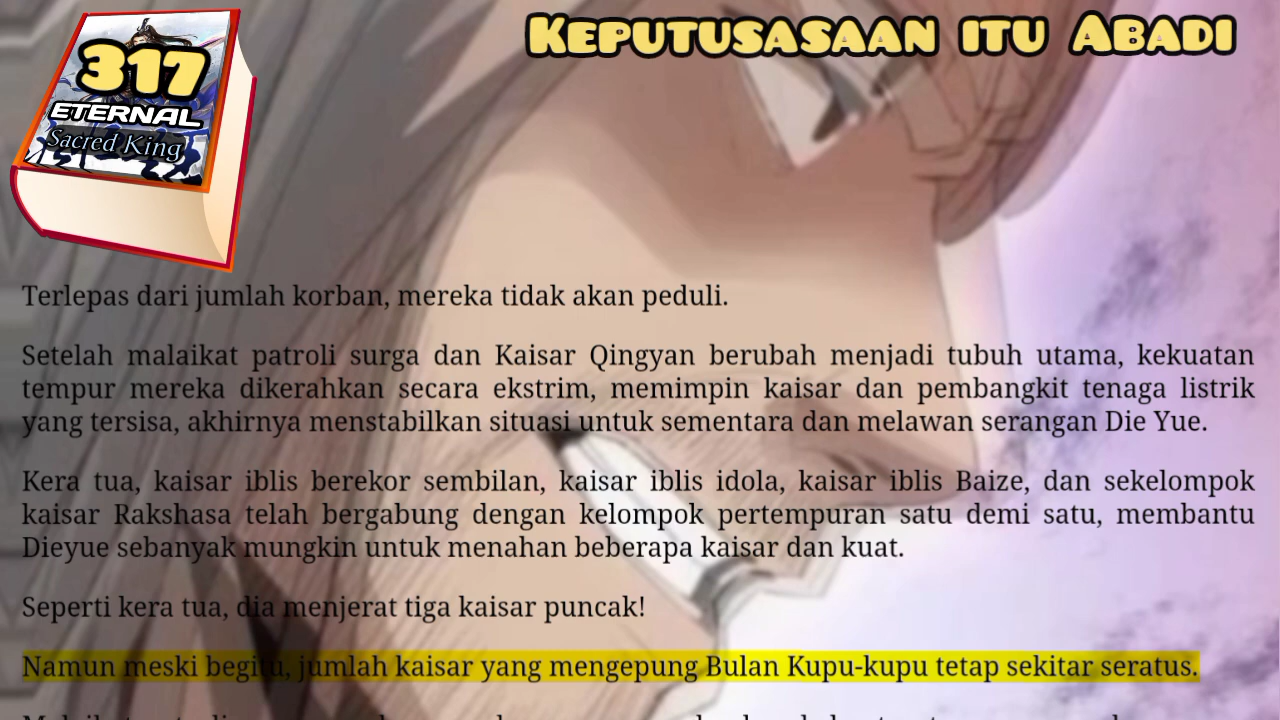 Keputusasaan itu Abadi
317
ETERNAL
Sacred King
Terlepas dari jumlah korban, mereka tidak akan peduli.
Setelah malaikat patroli surga dan Kaisar Qingyan berubah menjadi tubuh utama, kekuatan
tempur mereka dikerahkan secara ekstrim, memimpin kaisar dan pembangkit tenaga listrik
yang tersisa, akhirnya menstabilkan situasi untuk sementara dan melawan serangan Die Yue.
Kera tua, kaisar iblis berekor sembilan, kaisar iblis idola, kaisar iblis Baize, dan sekelompok
kaisar Rakshasa telah bergabung dengan kelompok pertempuran satu demi satu, membantu
Dieyue sebanyak mungkin untuk menahan beberapa kaisar dan kuat.
Seperti kera tua, dia menjerat tiga kaisar puncak!
Namun meski begitu, jumlah kaisar yang mengepung Bulan Kupu-kupu tetap sekitar seratus.